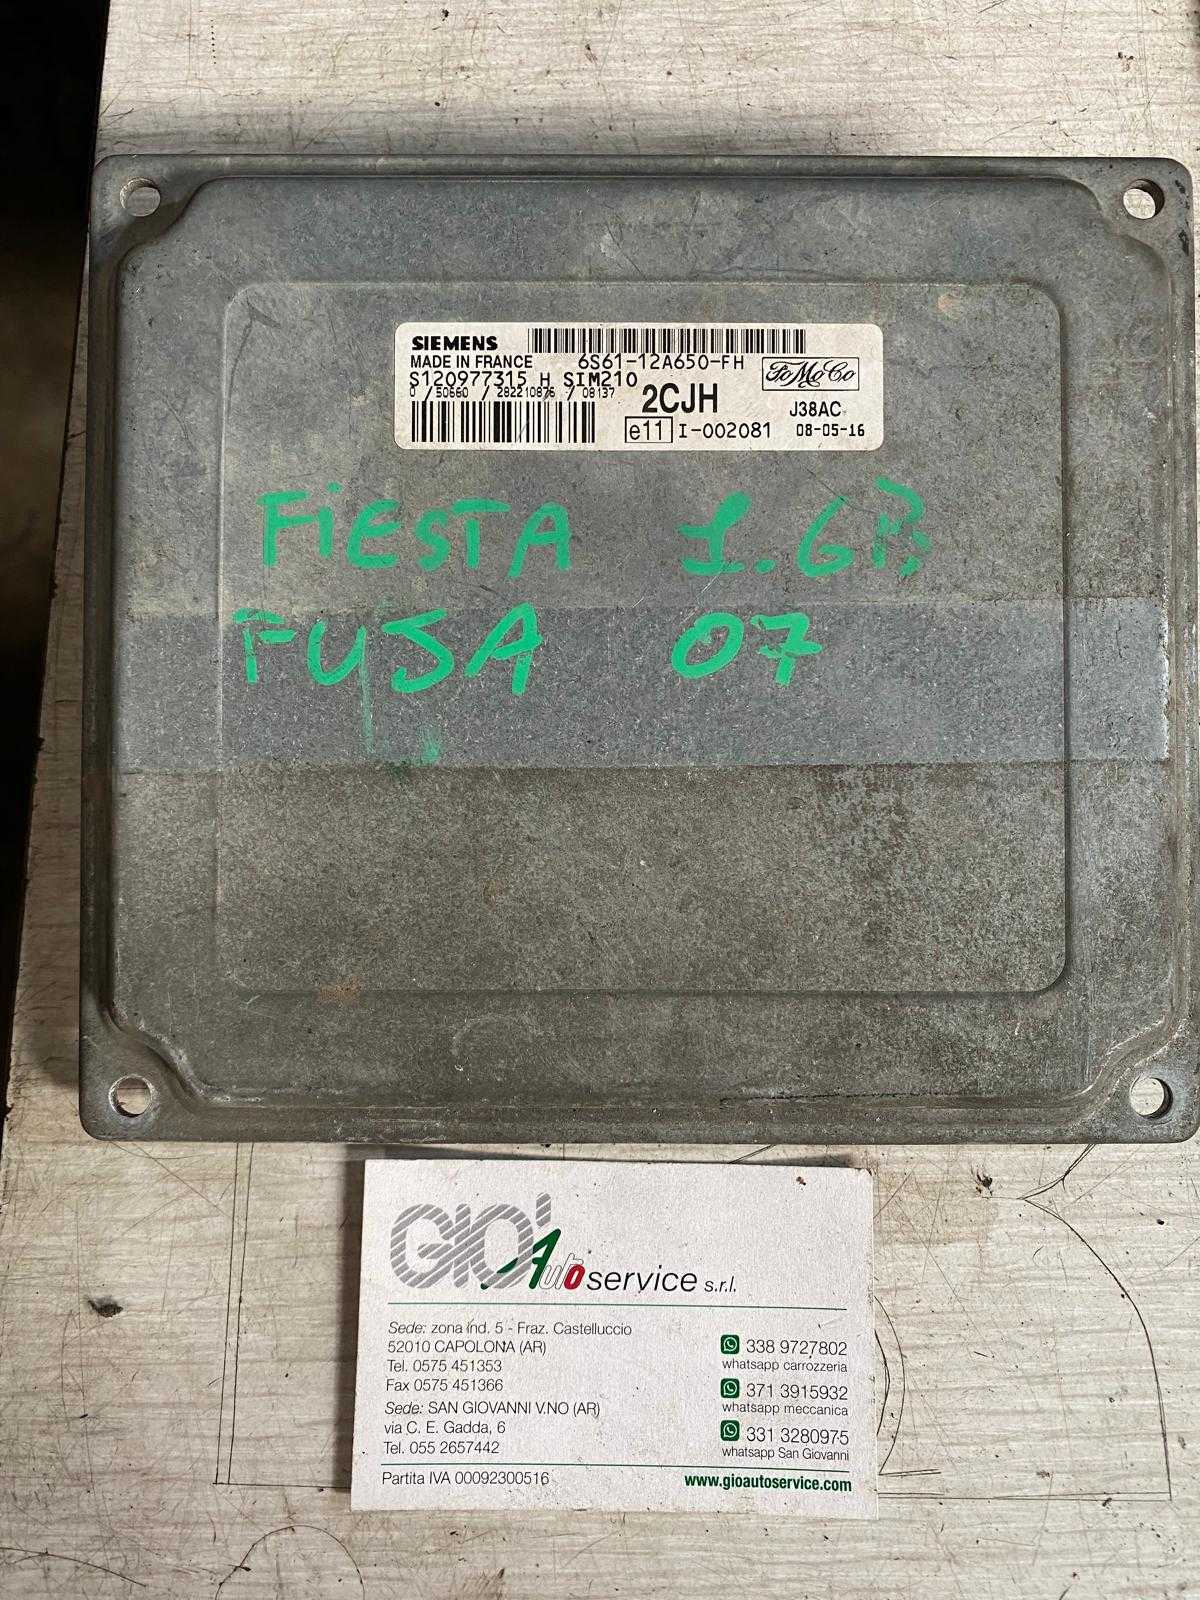 SIEMENS
MADE IN FRANCE 6S61-12A650-FH
S120977315 H SIM210
FoMoCo
0 /50660 / 282210876 / 08137
2CJH
J38AC
e11 I-002081 08-05-16
FiESTA 1.6B
FUSA 07
GIO' Auto service s.r.l.
Sede: zona ind. 5 - Fraz. Castelluccio
52010 CAPOLONA (AR)
Tel. 0575 451353
Fax 0575 451366
Sede: SAN GIOVANNI V.NO (AR)
via C. E. Gadda, 6
Tel. 055 2657442
338 9727802
whatsapp carrozzeria
371 3915932
whatsapp meccanica
331 3280975
whatsapp San Giovanni
Partita IVA 00092300516
www.gioautoservice.com